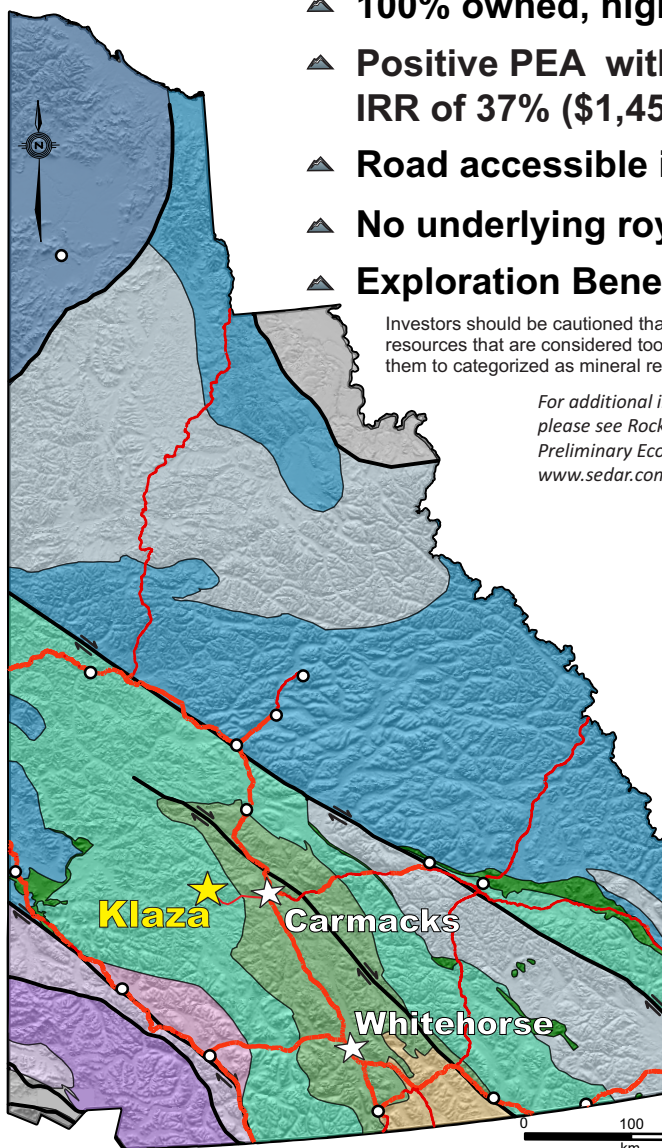 100% owned, hig
Positive PEA with
IRR of 37% ($1,45
Road accessible i
No underlying roy
Exploration Bene
Investors should be cautioned tha
resources that are considered too
them to categorized as mineral re
For additional i
please see Rock
Preliminary Eco
www.sedar.com
N
Klaza
Carmacks
Whitehorse
0 100
km